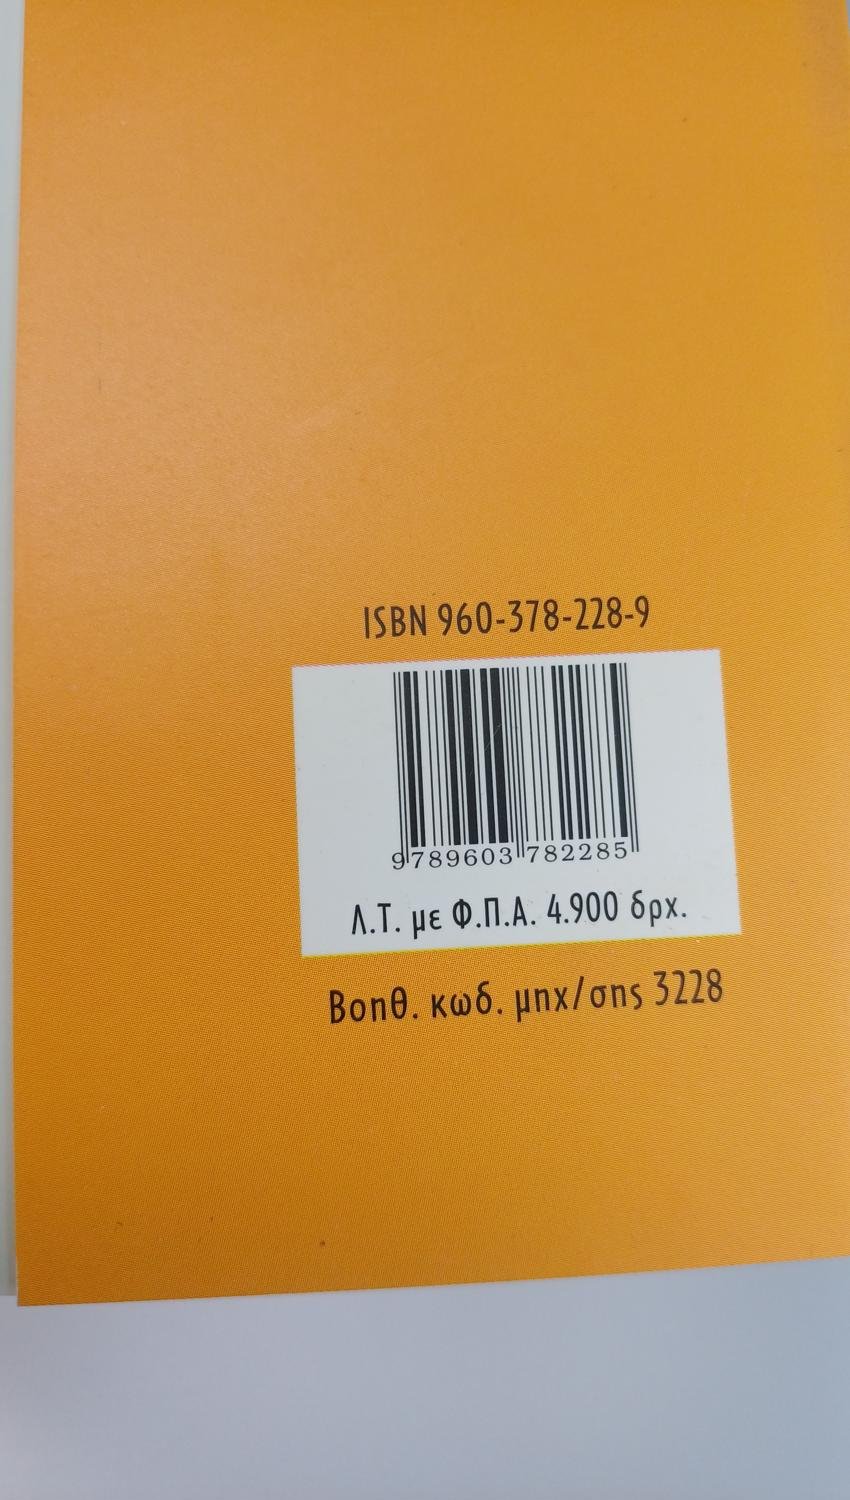 ISBN 960-378-228-9
9789603782285
Λ.Τ. με Φ.Π.Α. 4.900 δρχ.
Βοηθ. κωδ. μηχ/σης 3228